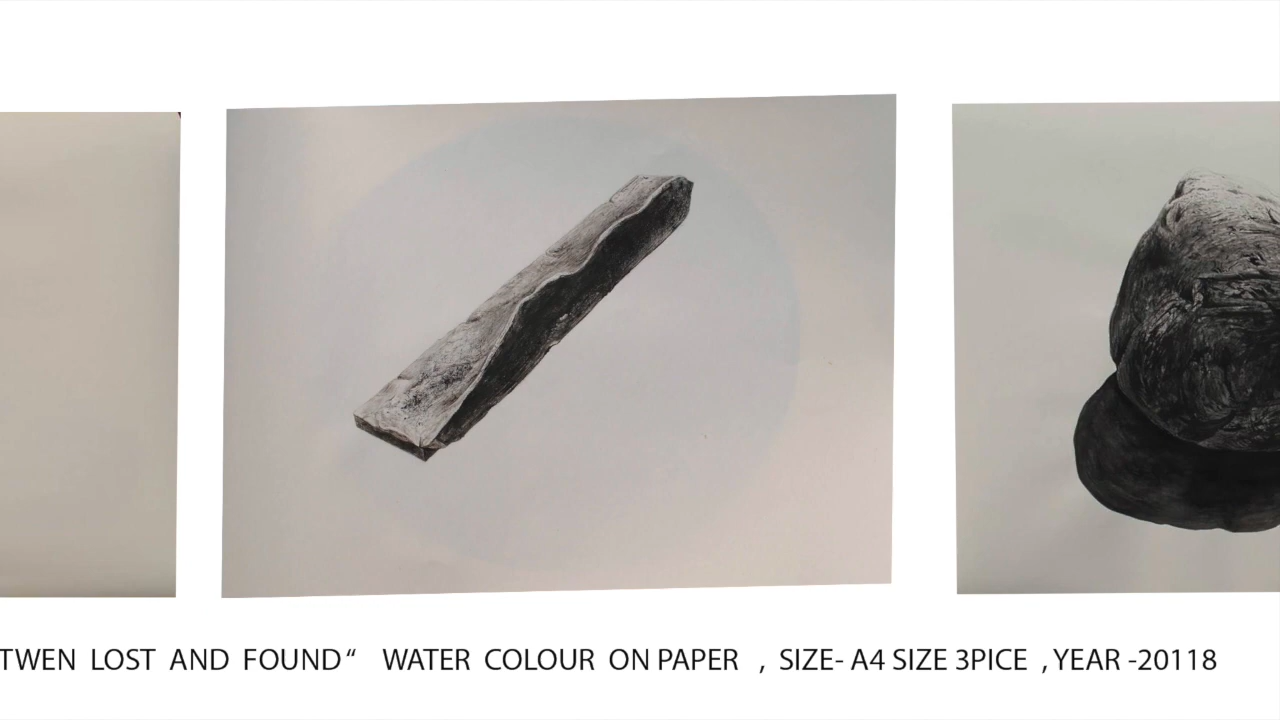 TWEN LOST AND FOUND“ WATER COLOUR ON PAPER , SIZE- A4 SIZE 3PICE , YEAR -20118